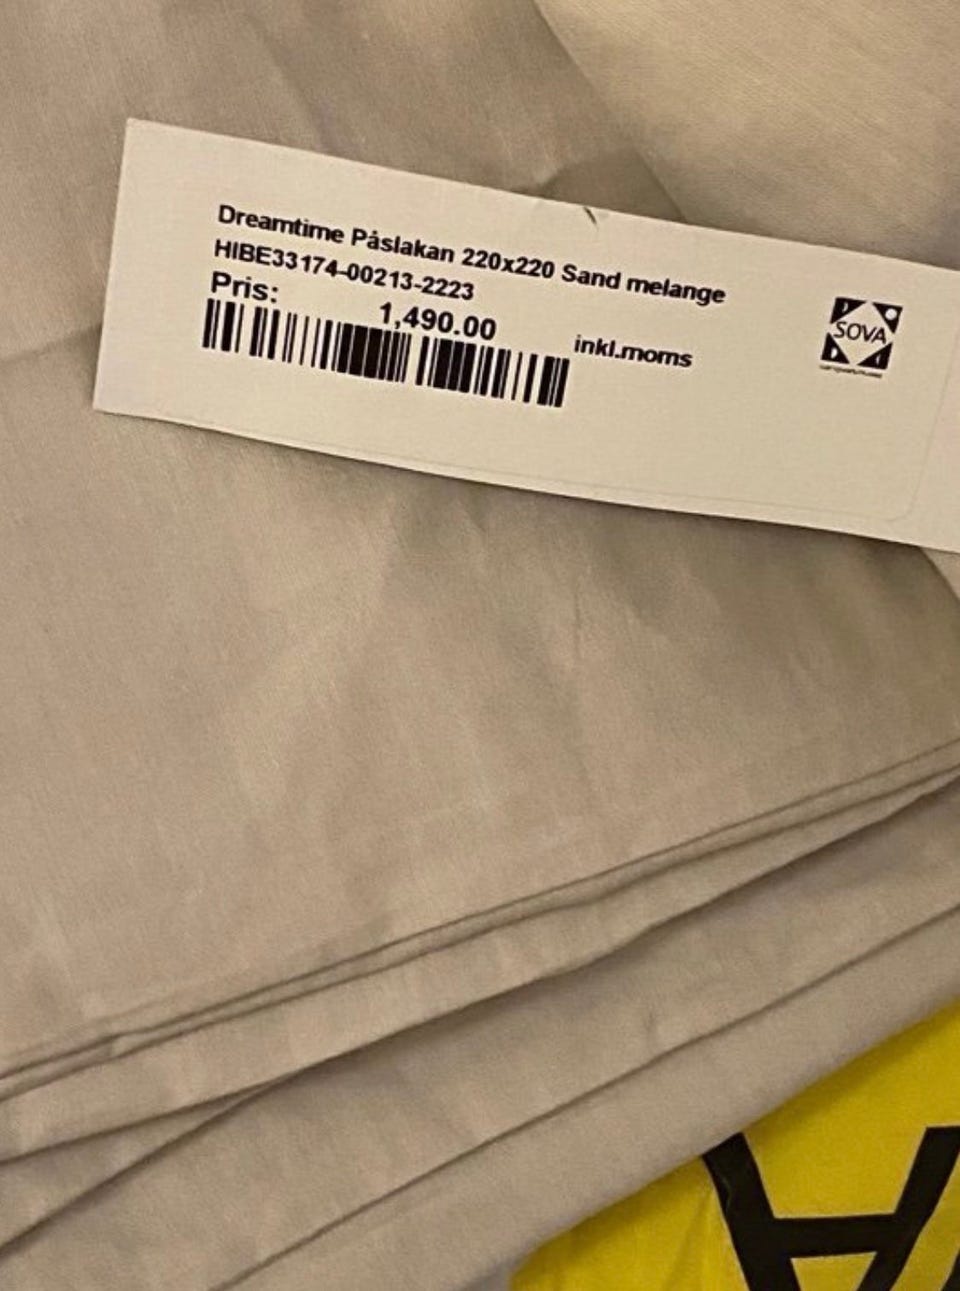 Dreamtime Påslakan 220x220 Sand melange
HIBE33174-00213-2223
Pris:
1,490.00
inkl.moms
SOVA